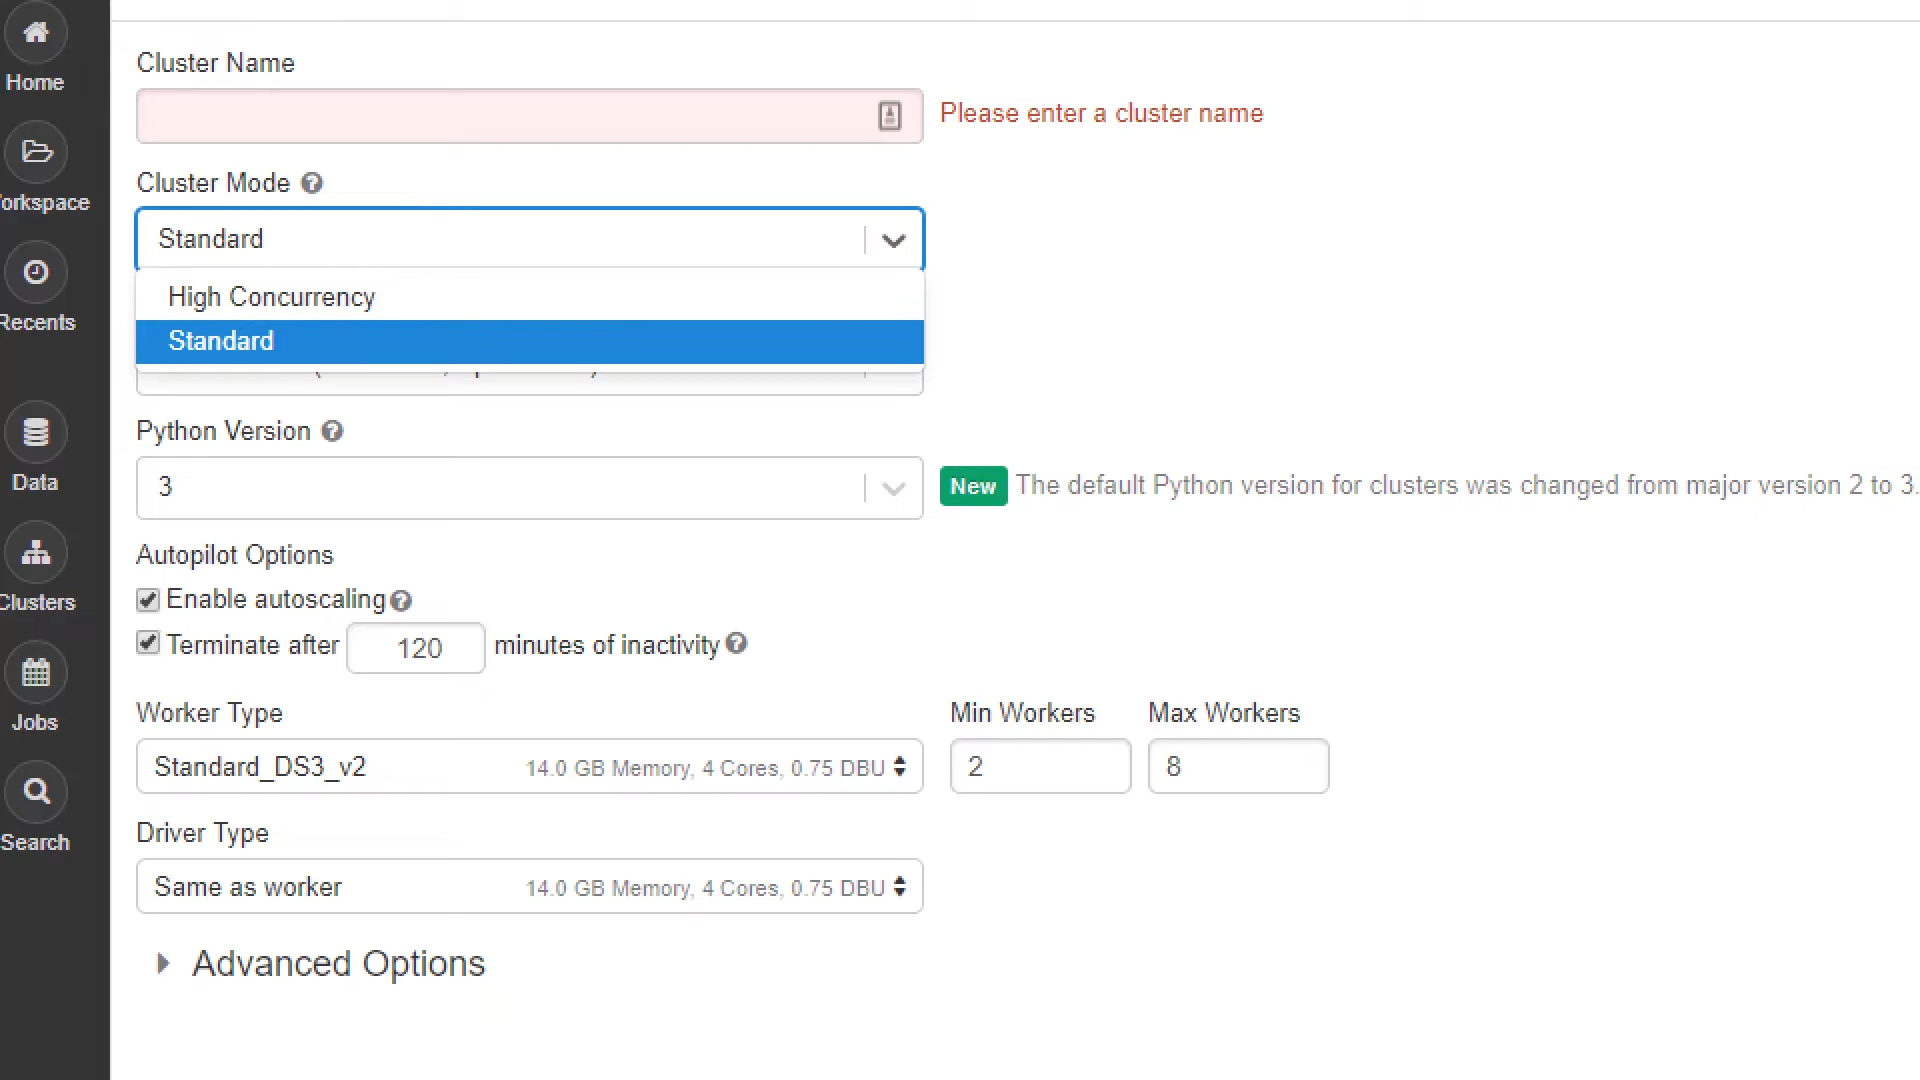 Home
orkspace
Recents
Data
Clusters
Jobs
Search
Cluster Name
Please enter a cluster name
Cluster Mode
Standard
High Concurrency
Standard
Python Version
3
New The default Python version for clusters was changed from major version 2 to 3.
Autopilot Options
Enable autoscaling
Terminate after 120 minutes of inactivity
Worker Type
Min Workers
Max Workers
Standard_DS3_v2 14.0 GB Memory, 4 Cores, 0.75 DBU
2
8
Driver Type
Same as worker 14.0 GB Memory, 4 Cores, 0.75 DBU
Advanced Options